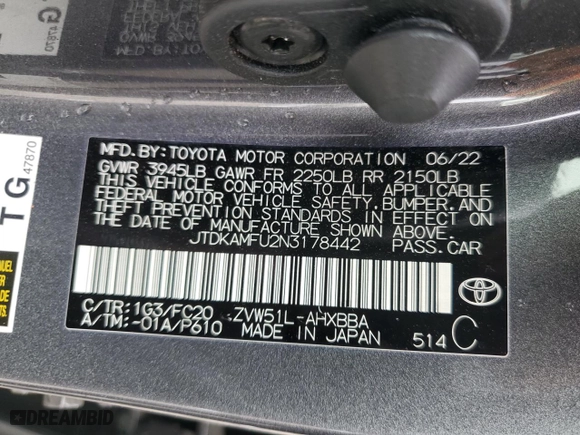 MFD.BY:TOYOTA MOTOR CORPORATION 06/22
GVWR 3945LB GAWR FR 2250LB RR 2150LB
THIS VEHICLE CONFORMS TO ALL APPLICABLE
FEDERAL MOTOR VEHICLE SAFETY,BUMPER,AND
THEFT PREVENTION STANDARDS IN EFFECT ON
THE DATE OF MANUFACTURE SHOWN ABOVE.
JTDKAMFU2N3178442 PASS.CAR
C/TR:1G3/FC20 ZVW51L-AHXBBA
A/TM:-01A/P610 MADE IN JAPAN 514 C
TG
47870
DREAMBID